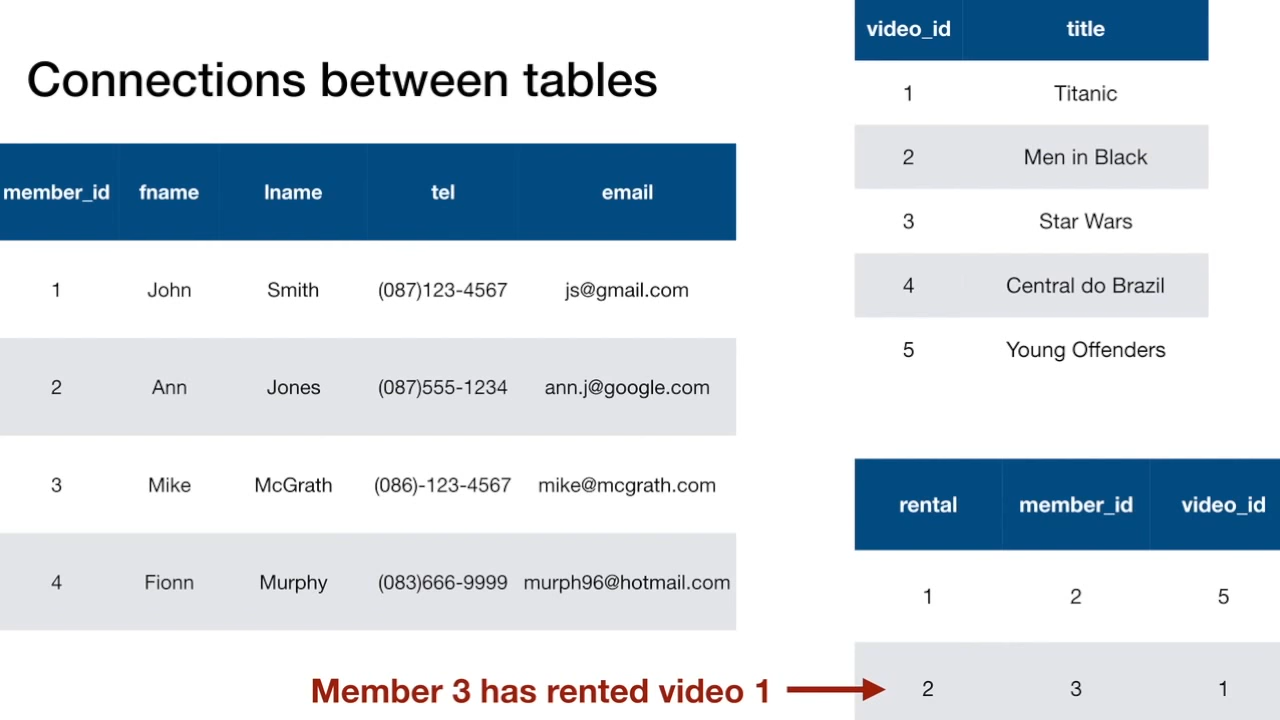 Connections between tables
member_id fname lname tel email
1 John Smith (087)123-4567 js@gmail.com
2 Ann Jones (087)555-1234 ann.j@google.com
3 Mike McGrath (086)-123-4567 mike@mcgrath.com
4 Fionn Murphy (083)666-9999 murph96@hotmail.com
video_id title
1 Titanic
2 Men in Black
3 Star Wars
4 Central do Brazil
5 Young Offenders
rental member_id video_id
1 2 5
Member 3 has rented video 1
2 3 1